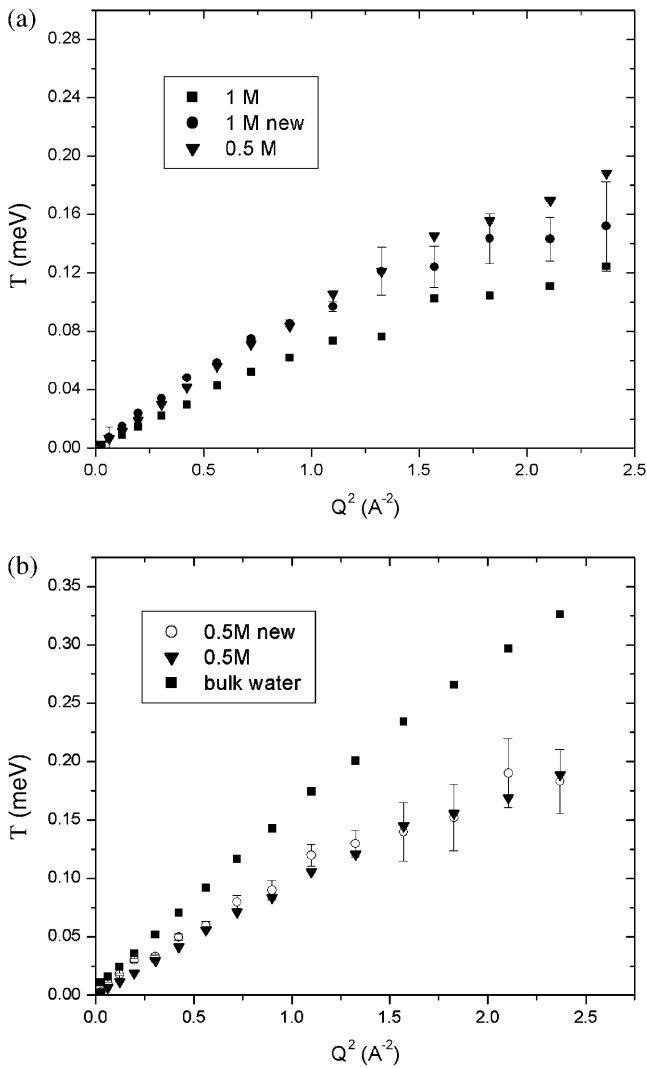 (a)
0.28
0.24
0.20
0.16
0.12
0.08
0.04
0.00
1 M
1 M new
0.5 M
T (meV)
0.0 0.5 1.0 1.5 2.0 2.5
Q² (A⁻²)
(b)
0.35
0.30
0.25
0.20
0.15
0.10
0.05
0.00
0.5M new
0.5M
bulk water
T (meV)
0.0 0.5 1.0 1.5 2.0 2.5
Q² (A⁻²)